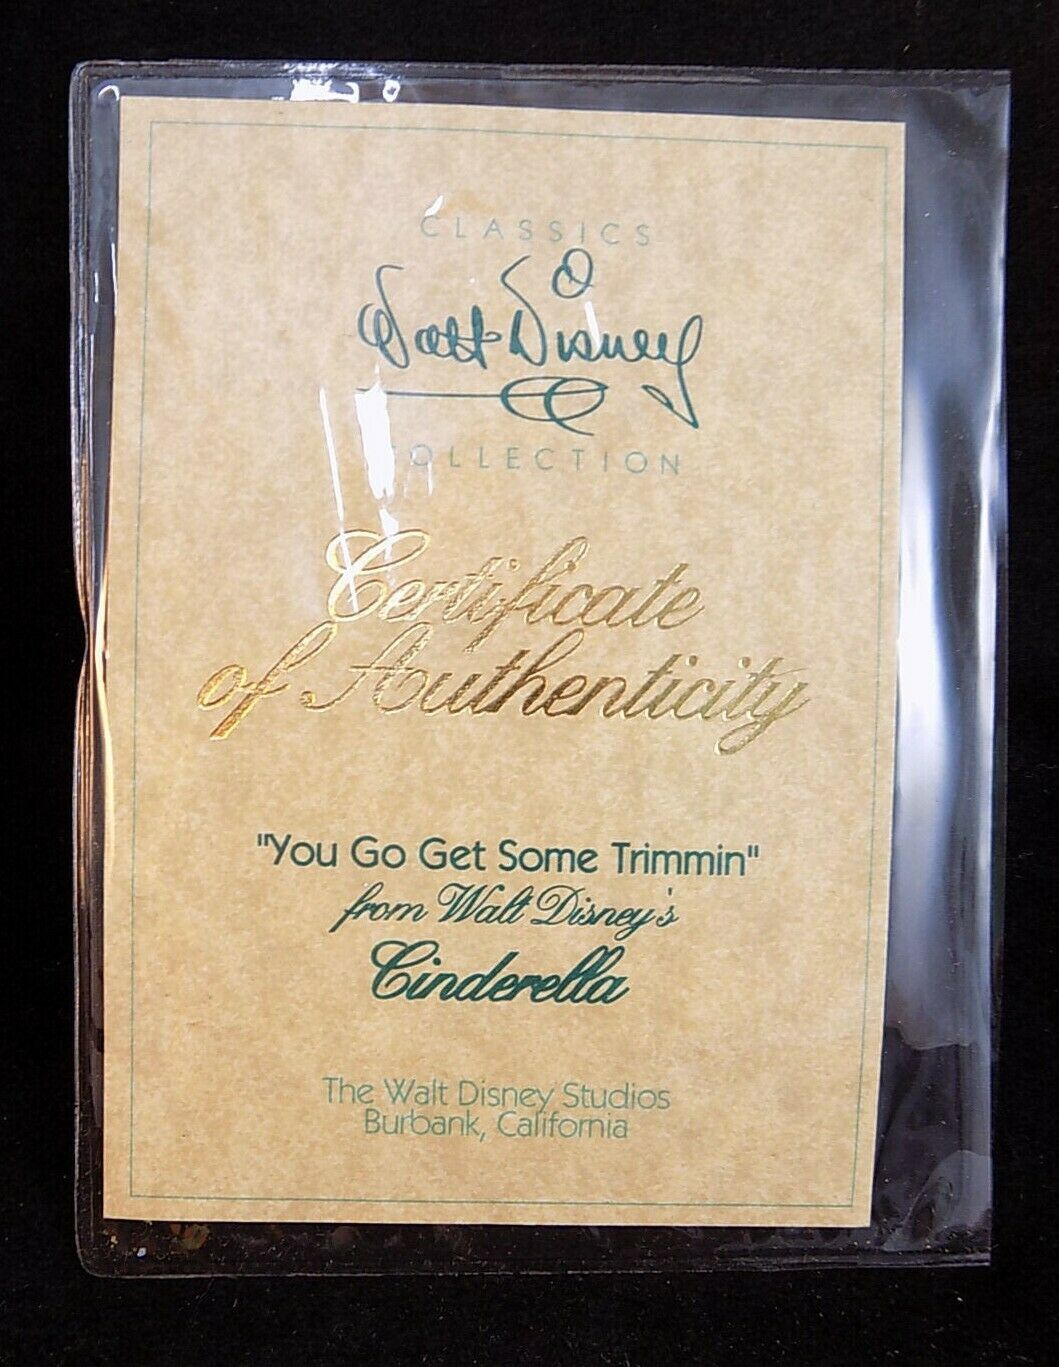 CLASSICS
Walt Disney
COLLECTION
Certificate
of Authenticity
"You Go Get Some Trimmin"
from Walt Disney's
Cinderella
The Walt Disney Studios
Burbank, California